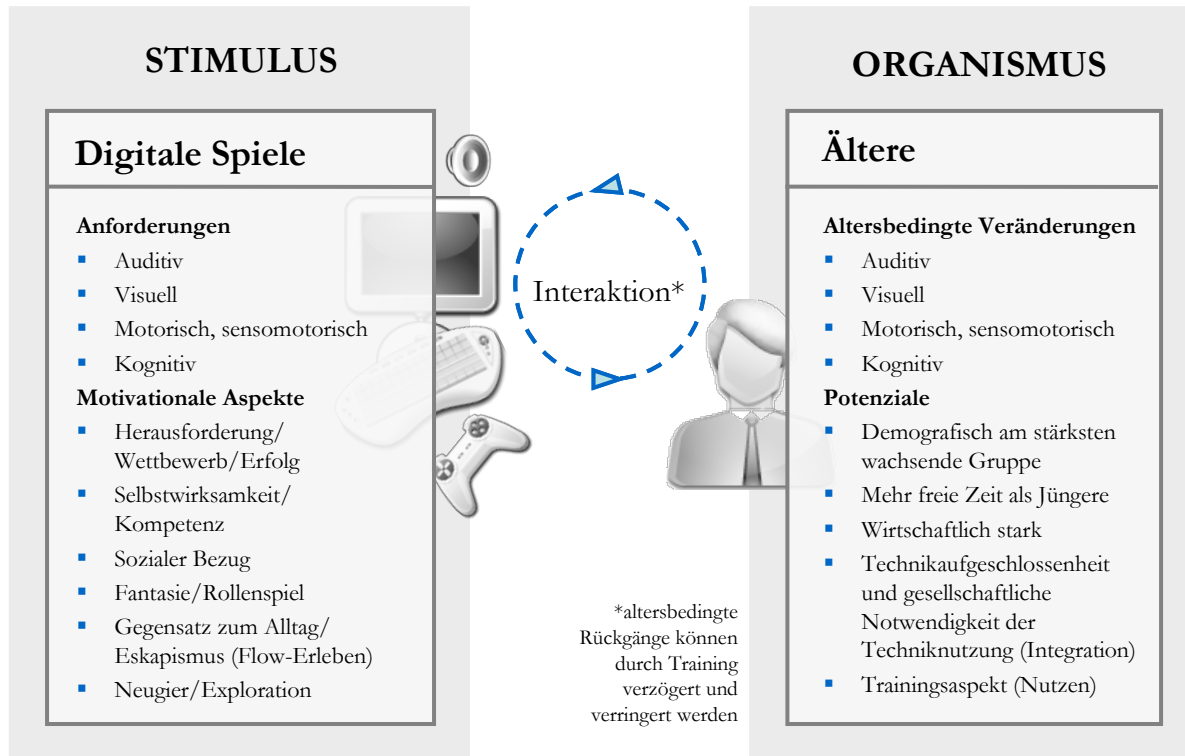 STIMULUS
Digitale Spiele
Anforderungen
▪ Auditiv
▪ Visuell
▪ Motorisch, sensomotorisch
▪ Kognitiv
Motivationale Aspekte
▪ Herausforderung/
Wettbewerb/Erfolg
▪ Selbstwirksamkeit/
Kompetenz
▪ Sozialer Bezug
▪ Fantasie/Rollenspiel
▪ Gegensatz zum Alltag/
Eskapismus (Flow-Erleben)
▪ Neugier/Exploration
Interaktion*
*altersbedingte
Rückgänge können
durch Training
verzögert und
verringert werden
ORGANISMUS
Ältere
Altersbedingte Veränderungen
▪ Auditiv
▪ Visuell
▪ Motorisch, sensomotorisch
▪ Kognitiv
Potenziale
▪ Demografisch am stärksten
wachsende Gruppe
▪ Mehr freie Zeit als Jüngere
▪ Wirtschaftlich stark
▪ Technikaufgeschlossenheit
und gesellschaftliche
Notwendigkeit der
Techniknutzung (Integration)
▪ Trainingsaspekt (Nutzen)